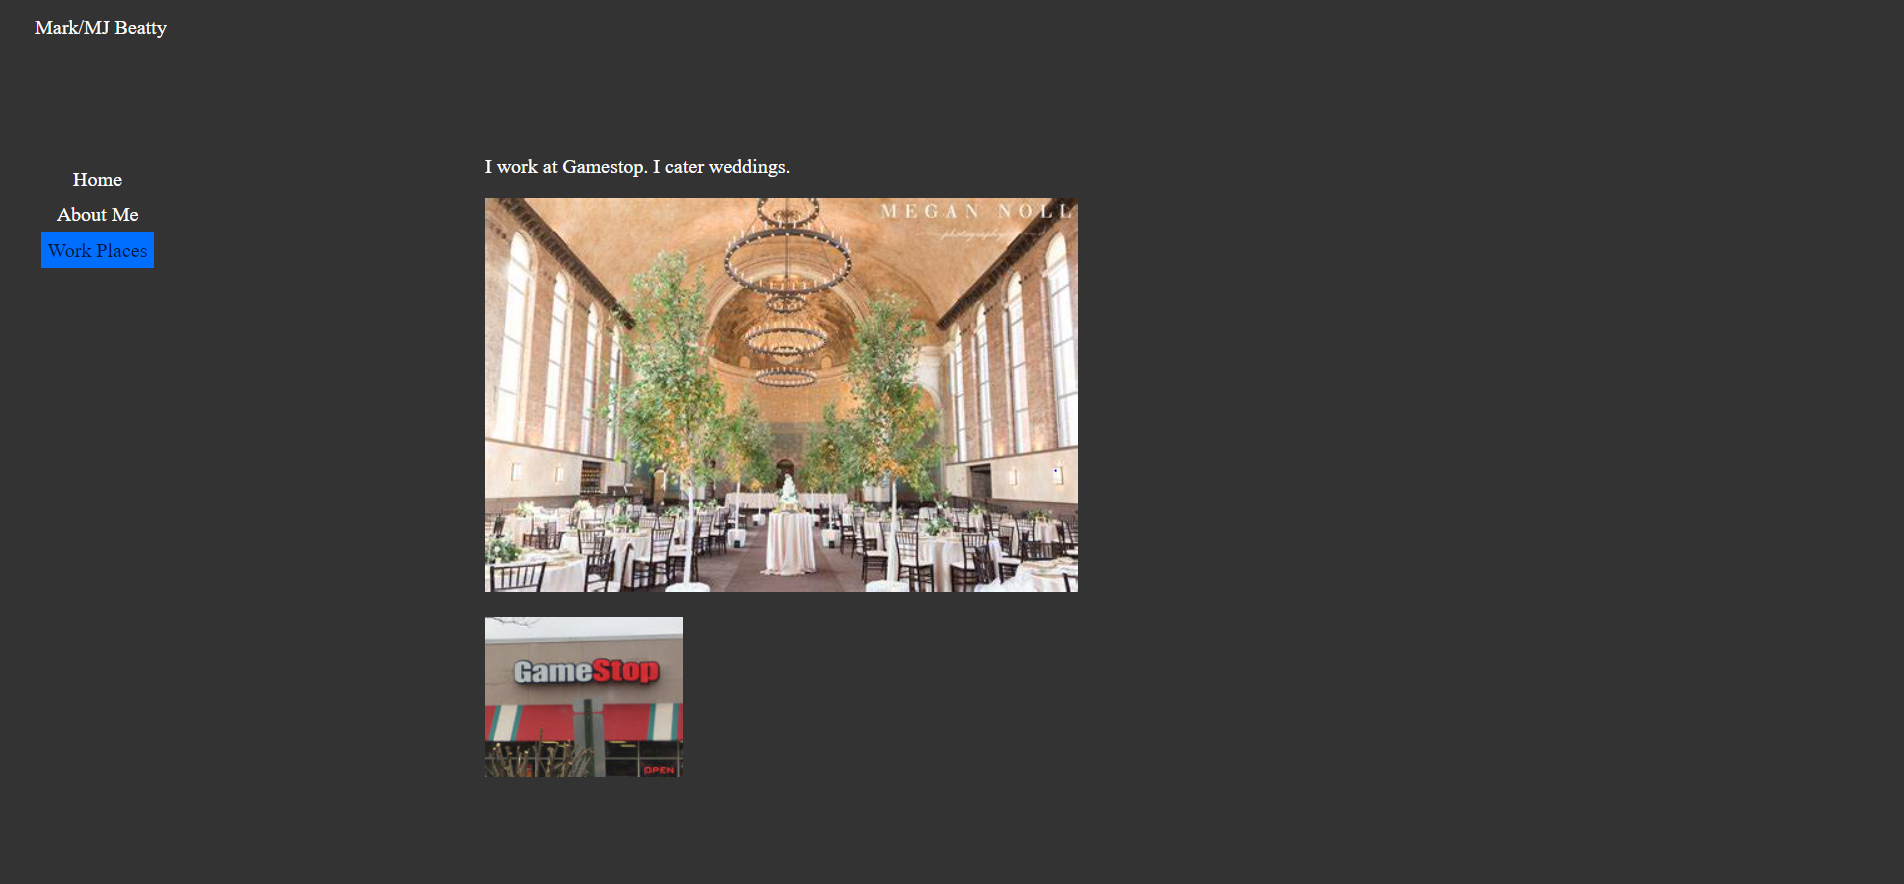 Mark/MJ Beatty
Home
About Me
Work Places
I work at Gamestop. I cater weddings.
MEGAN NOLL
photography
GameStop
OPEN